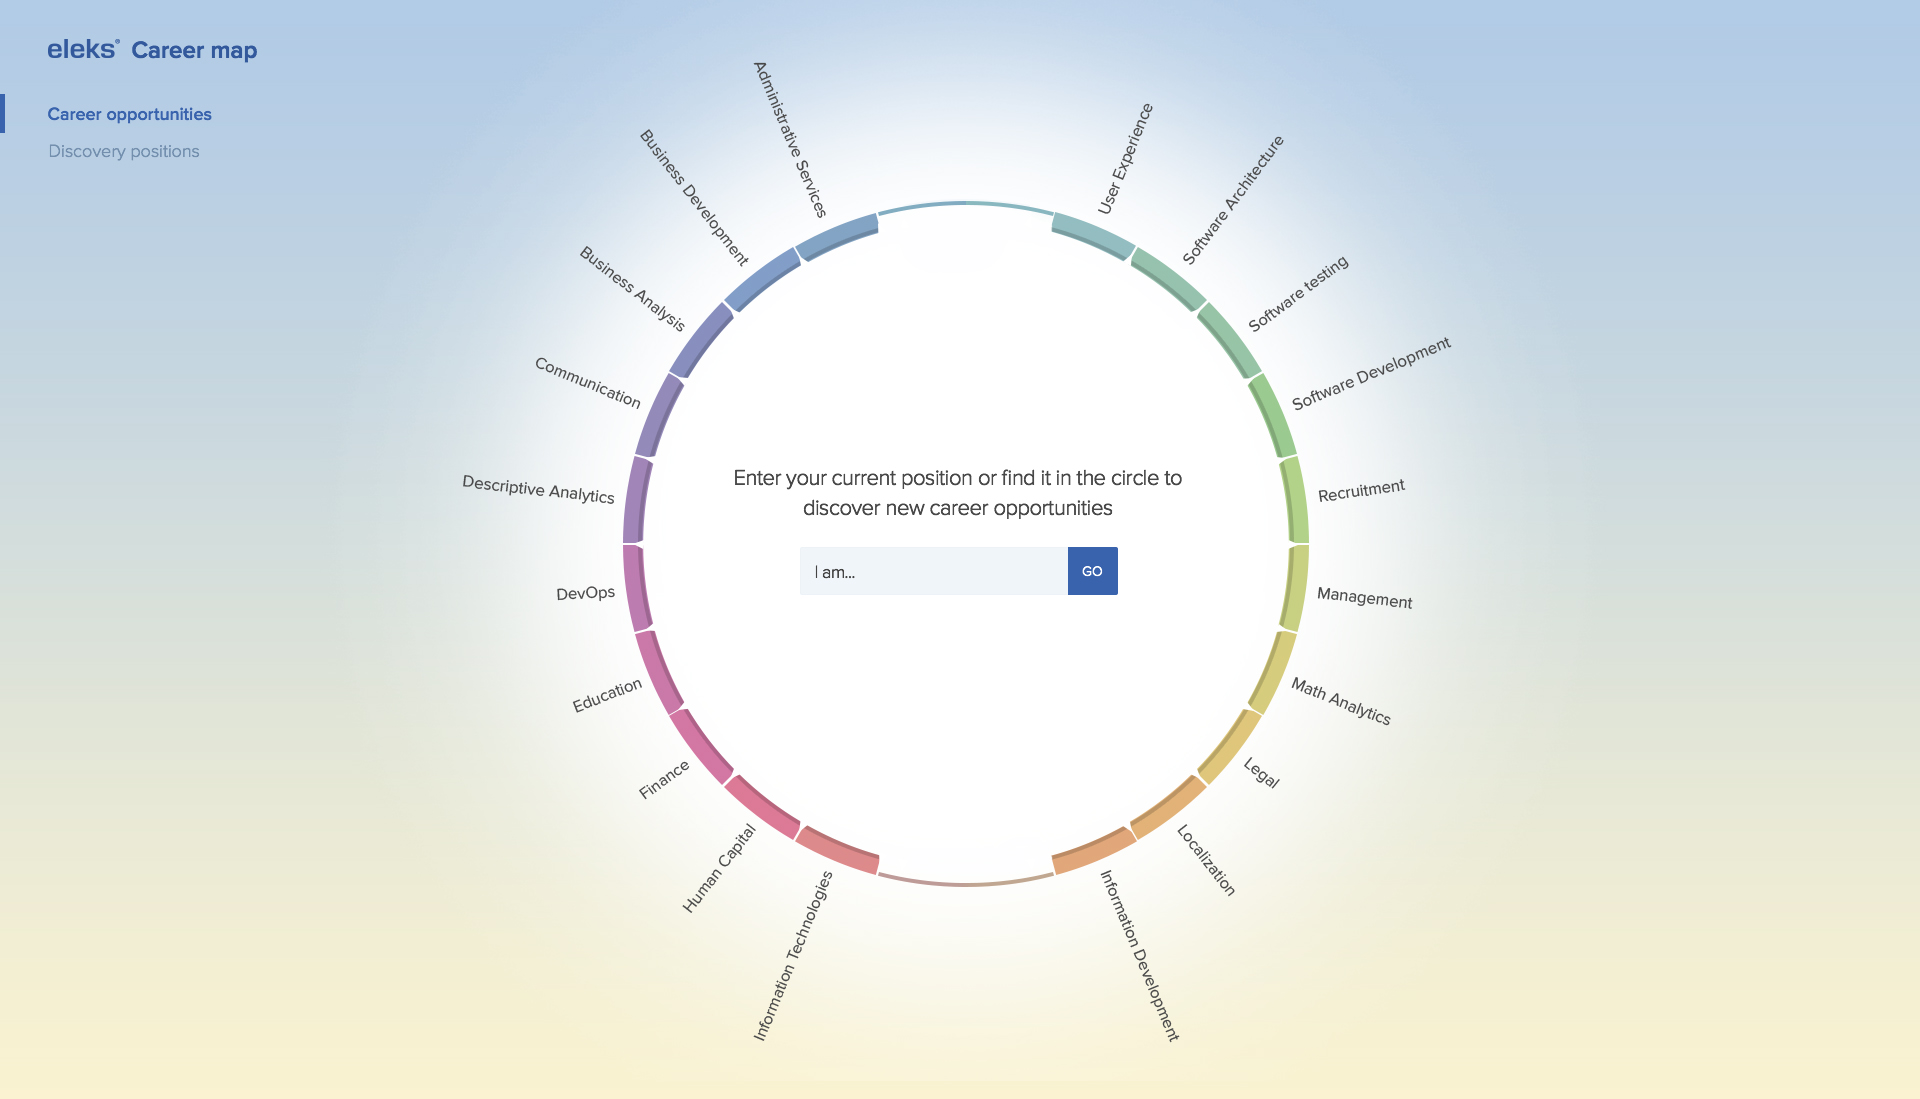 eleks® Career map
Career opportunities
Discovery positions
Administrative Services
Business Development
Business Analysis
Communication
Descriptive Analytics
DevOps
Education
Finance
Human Capital
Information Technologies
User Experience
Software Architecture
Software testing
Software Development
Recruitment
Management
Math Analytics
Legal
Localization
Information Development
Enter your current position or find it in the circle to
discover new career opportunities
I am...
GO